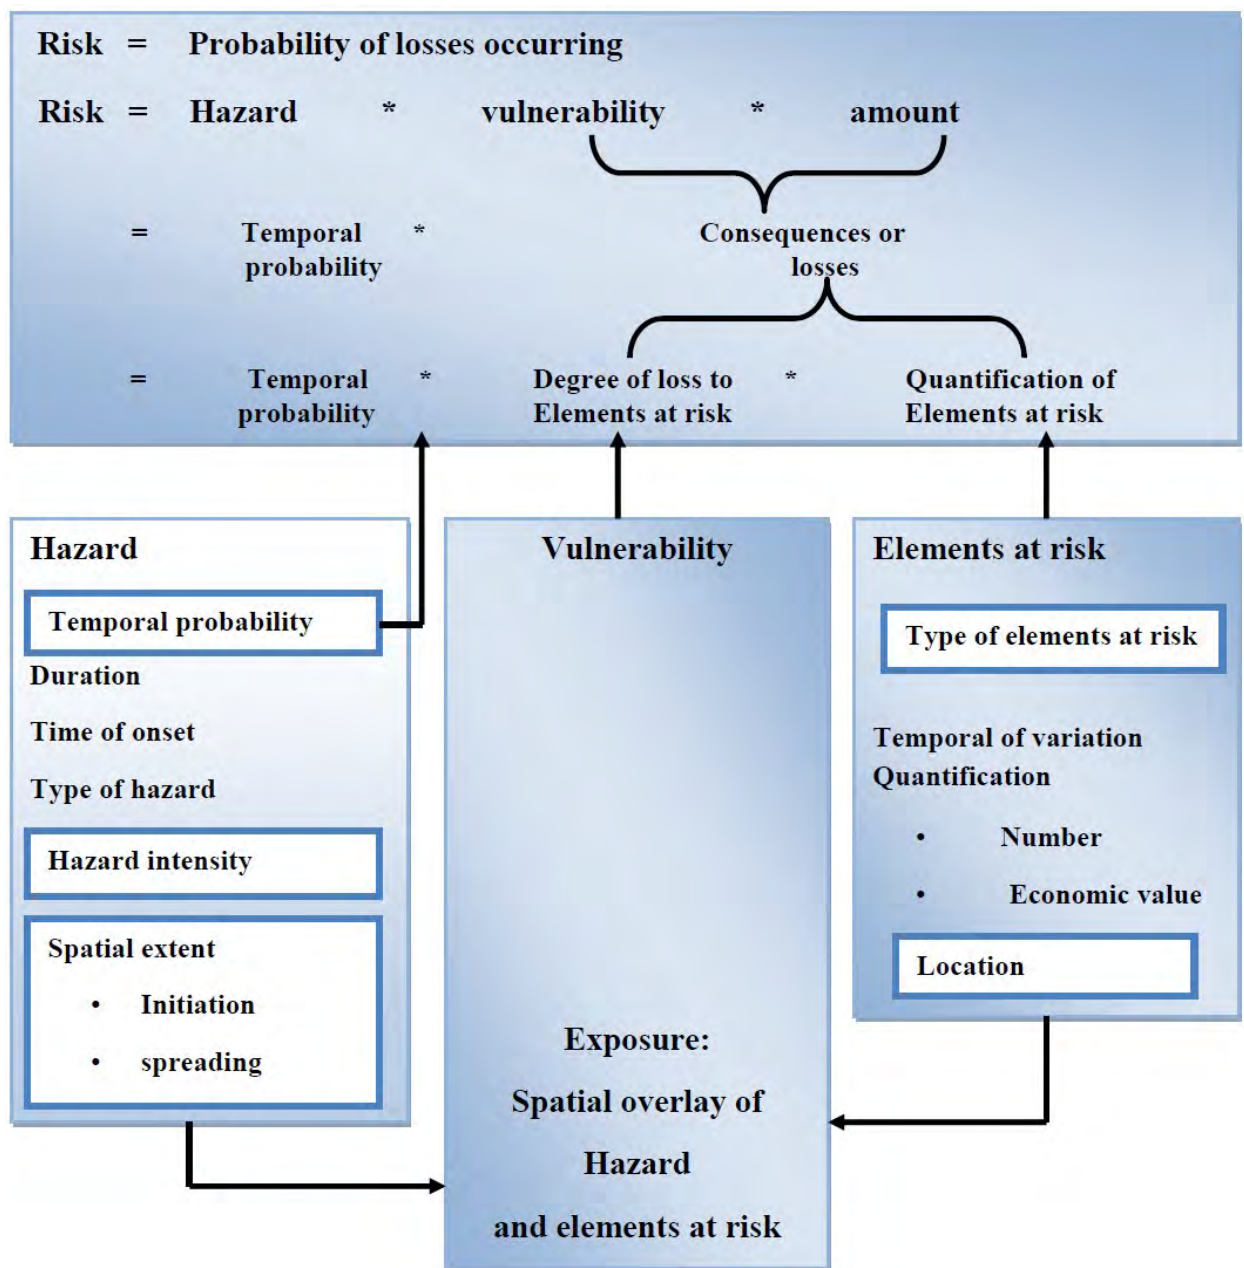 Risk = Probability of losses occurring
Risk = Hazard * vulnerability * amount
= Temporal * Consequences or
probability losses
= Temporal * Degree of loss to * Quantification of
probability Elements at risk Elements at risk
Hazard
Temporal probability
Duration
Time of onset
Type of hazard
Hazard intensity
Spatial extent
• Initiation
• spreading
Vulnerability
Exposure:
Spatial overlay of
Hazard
and elements at risk
Elements at risk
Type of elements at risk
Temporal of variation
Quantification
• Number
• Economic value
Location